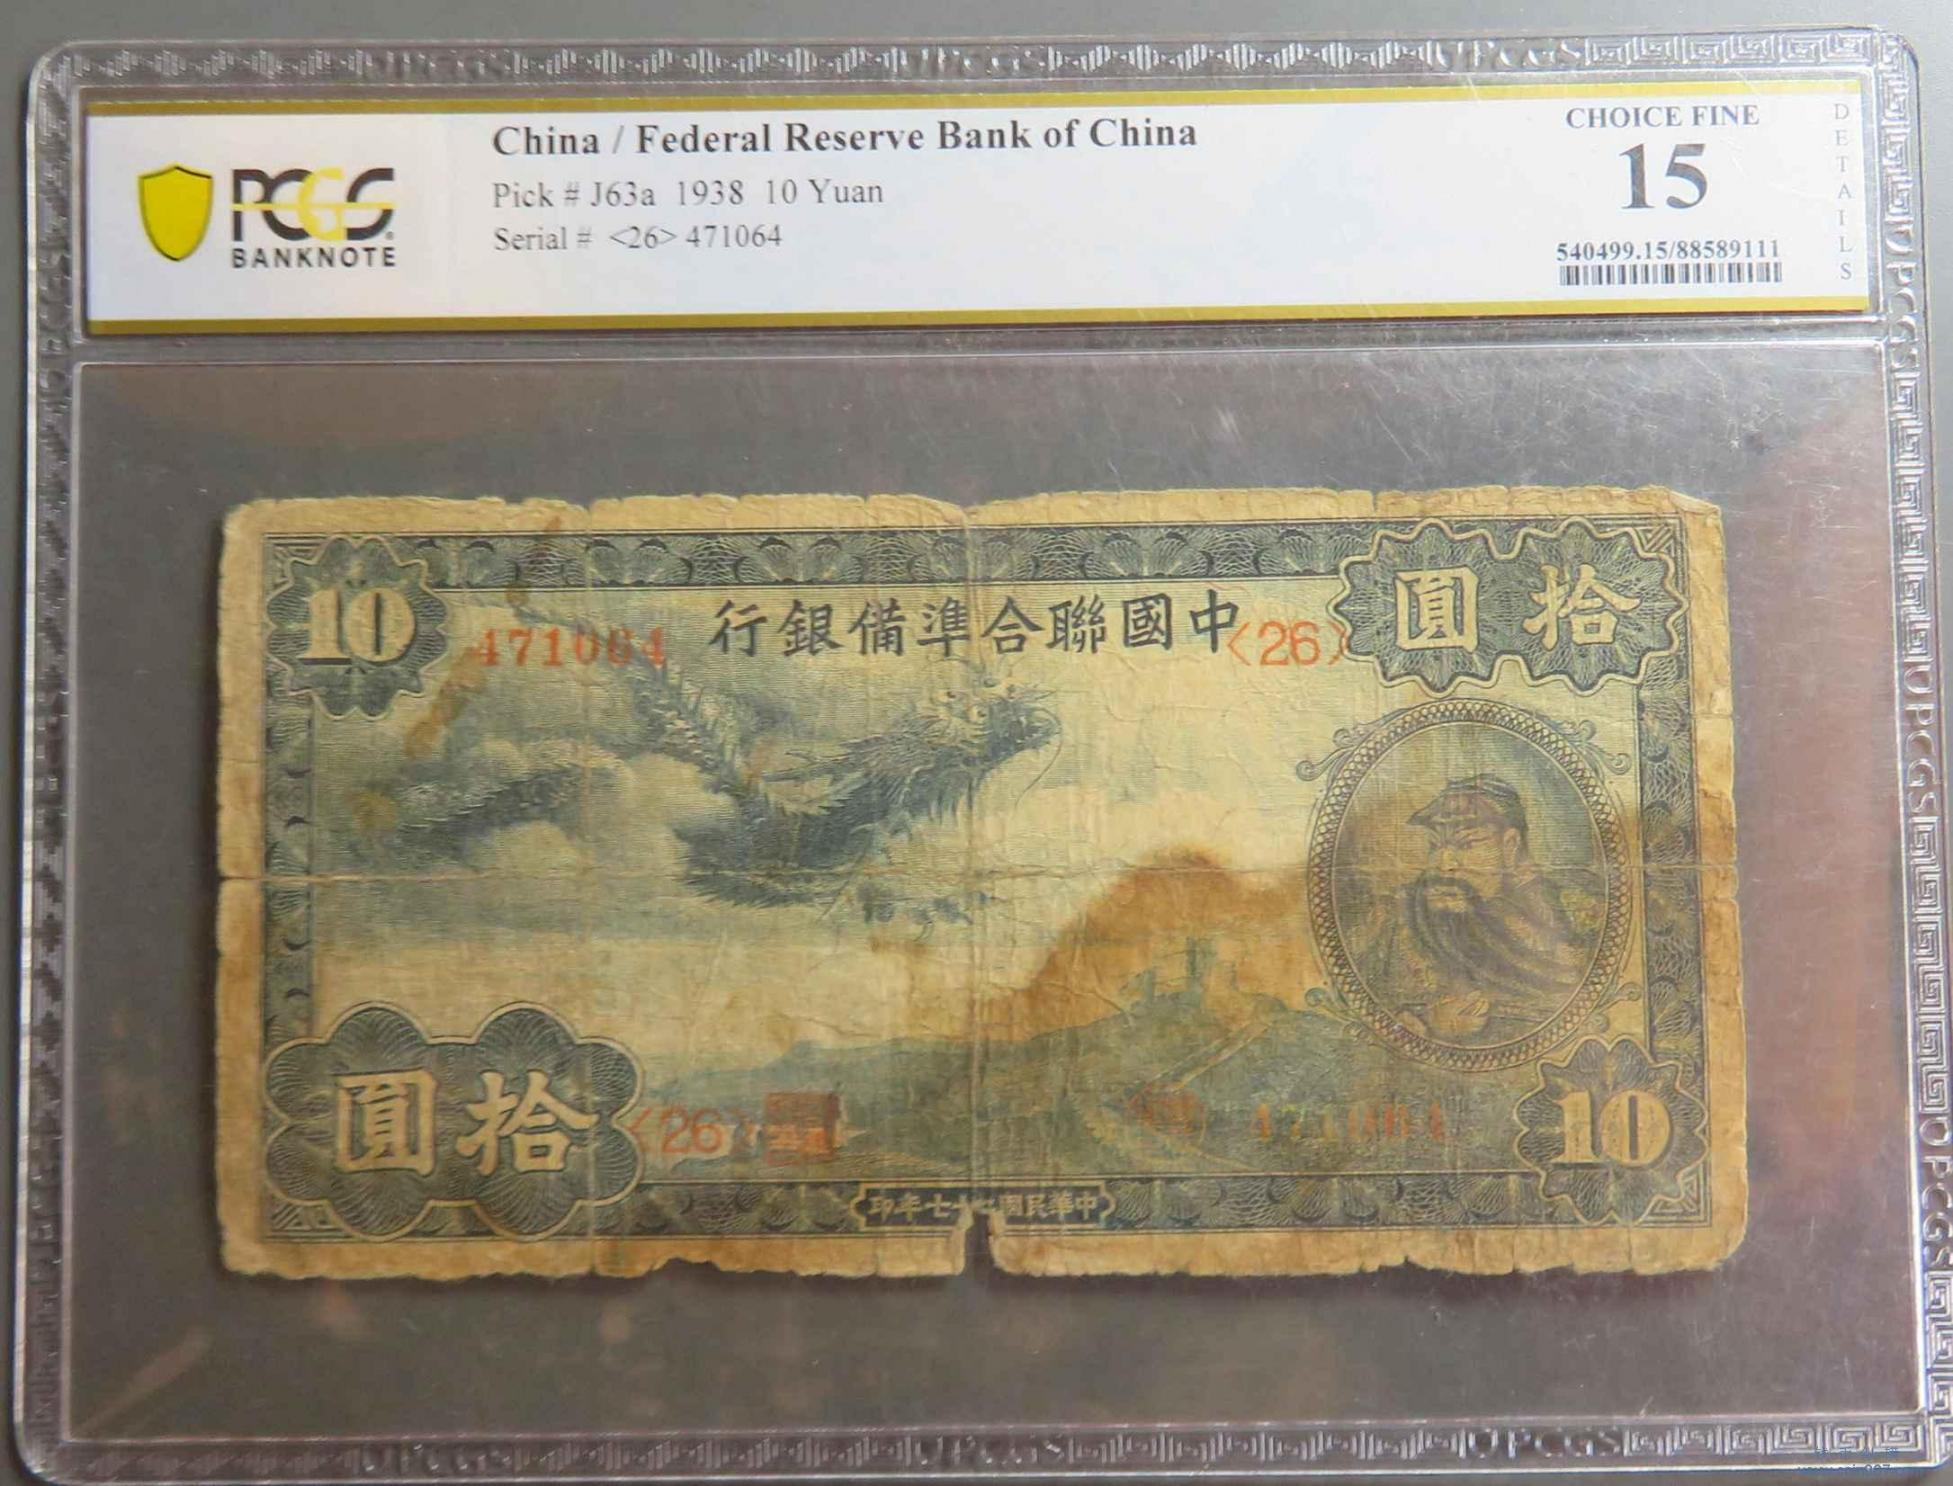 PCGS
BANKNOTE
China / Federal Reserve Bank of China
Pick # J63a 1938 10 Yuan
Serial # <26> 471064
CHOICE FINE
15
540499.15/88589111
DETAILS
10
471064
行銀備準合聯國中
<26>
圓拾
圓拾
<26>
471064
10
印年七十二國民華中